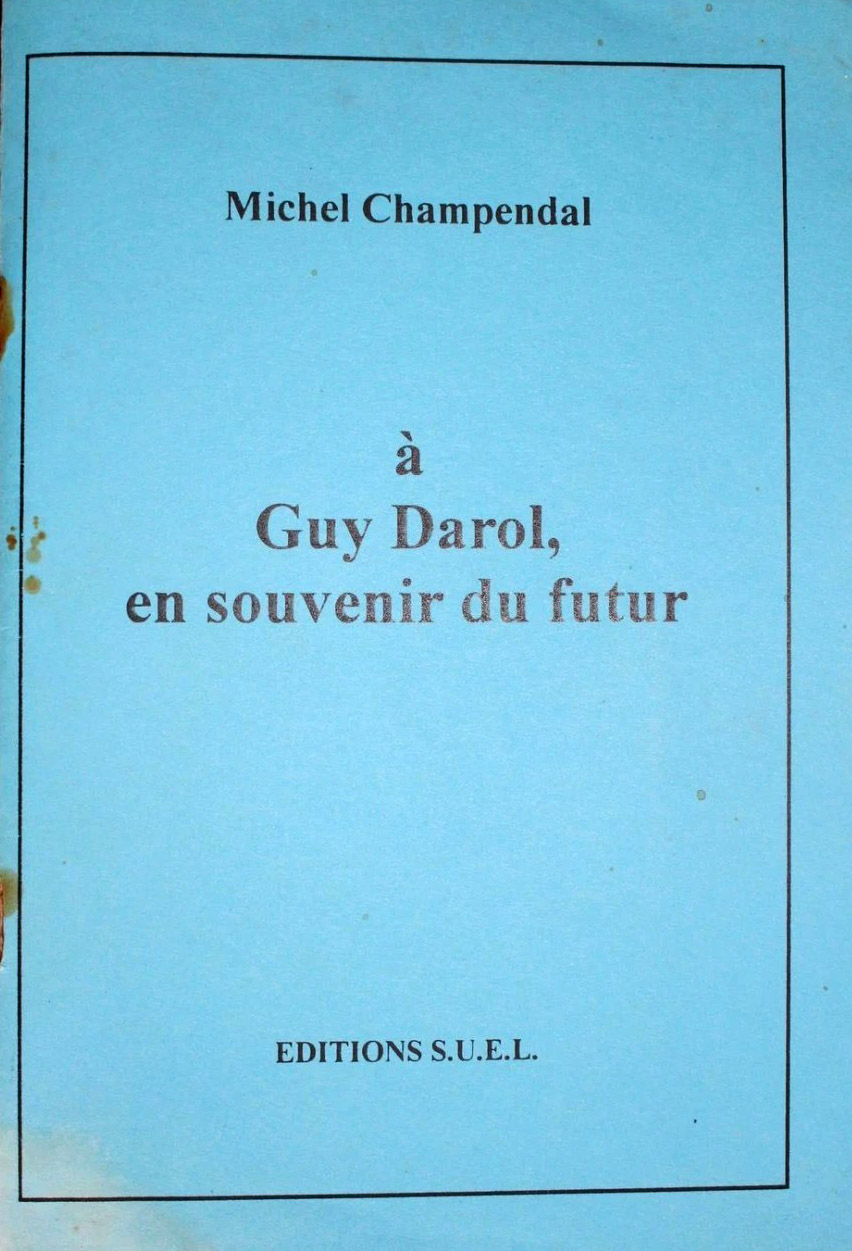 Michel Champendal
à
Guy Darol,
en souvenir du futur
EDITIONS S.U.E.L.